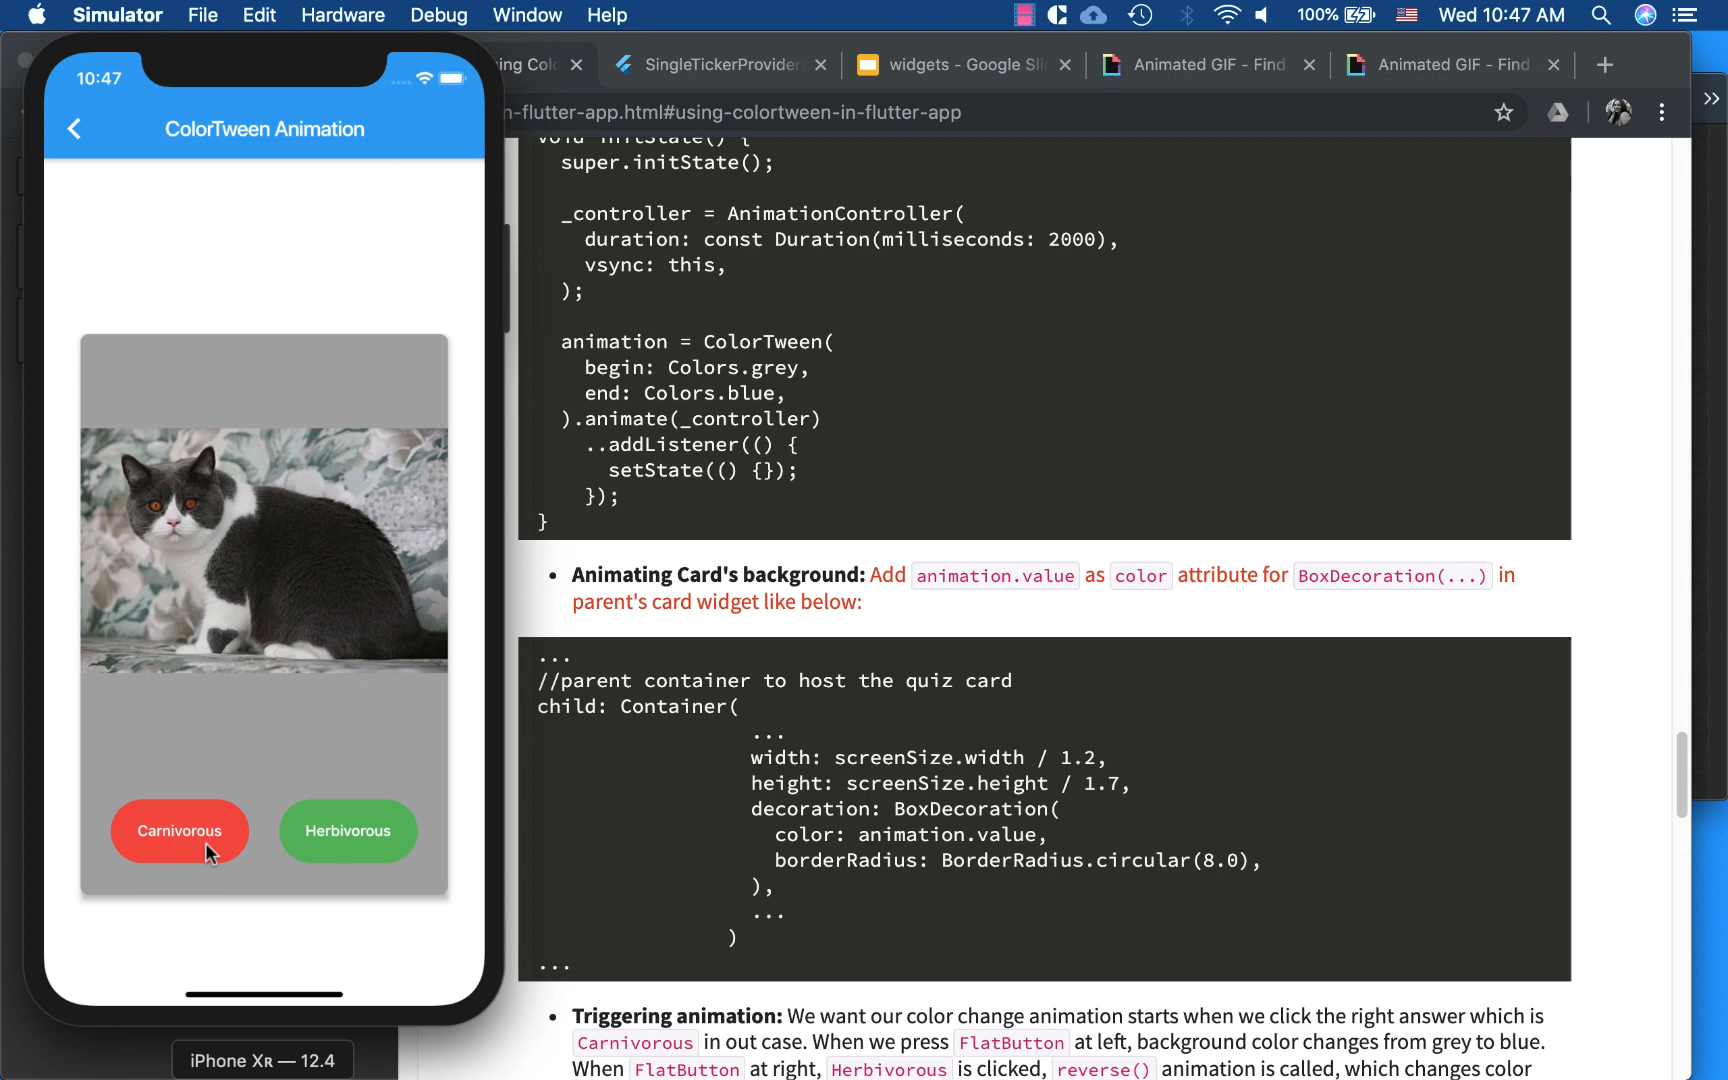 Simulator File Edit Hardware Debug Window Help 100% Wed 10:47 AM
SingleTickerProvider widgets - Google Sli Animated GIF - Find Animated GIF - Find
n-flutter-app.html#using-colortween-in-flutter-app
10:47
ColorTween Animation
Carnivorous Herbivorous
iPhone XR — 12.4
void initState() {
super.initState();
_controller = AnimationController(
duration: const Duration(milliseconds: 2000),
vsync: this,
);
animation = ColorTween(
begin: Colors.grey,
end: Colors.blue,
).animate(_controller)
..addListener(() {
setState(() {});
});
}
• Animating Card's background: Add animation.value as color attribute for BoxDecoration(...) in
parent's card widget like below:
...
//parent container to host the quiz card
child: Container(
...
width: screenSize.width / 1.2,
height: screenSize.height / 1.7,
decoration: BoxDecoration(
color: animation.value,
borderRadius: BorderRadius.circular(8.0),
),
...
)
...
• Triggering animation: We want our color change animation starts when we click the right answer which is
Carnivorous in out case. When we press FlatButton at left, background color changes from grey to blue.
When FlatButton at right, Herbivorous is clicked, reverse() animation is called, which changes color